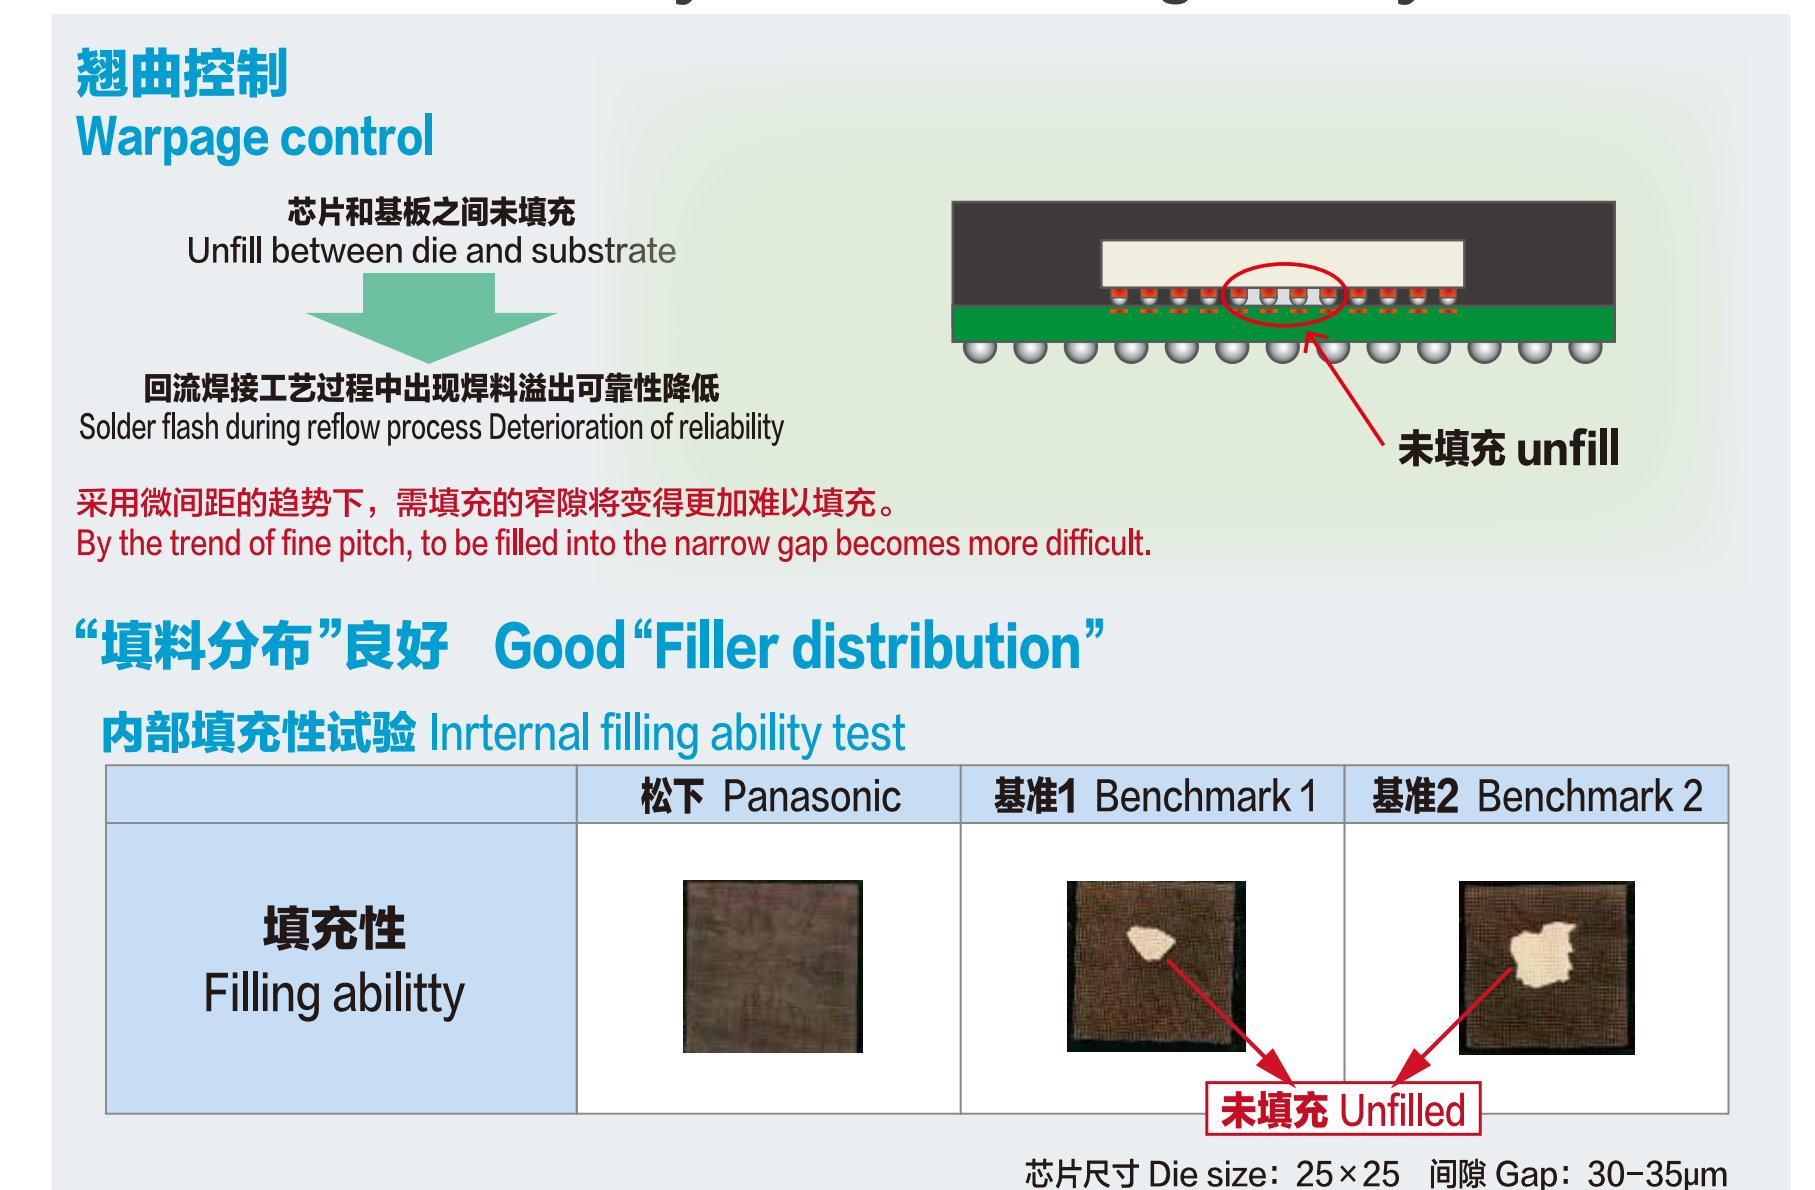 翘曲控制
Warpage control
芯片和基板之间未填充
Unfill between die and substrate
回流焊接工艺过程中出现焊料溢出可靠性降低
Solder flash during reflow process Deterioration of reliability
未填充 unfill
采用微间距的趋势下，需填充的窄隙将变得更加难以填充。
By the trend of fine pitch, to be filled into the narrow gap becomes more difficult.
“填料分布”良好 Good “Filler distribution”
内部填充性试验 Inrternal filling ability test
松下 Panasonic 基准1 Benchmark 1 基准2 Benchmark 2
填充性
Filling abilitty
未填充 Unfilled
芯片尺寸 Die size: 25×25 间隙 Gap: 30-35μm